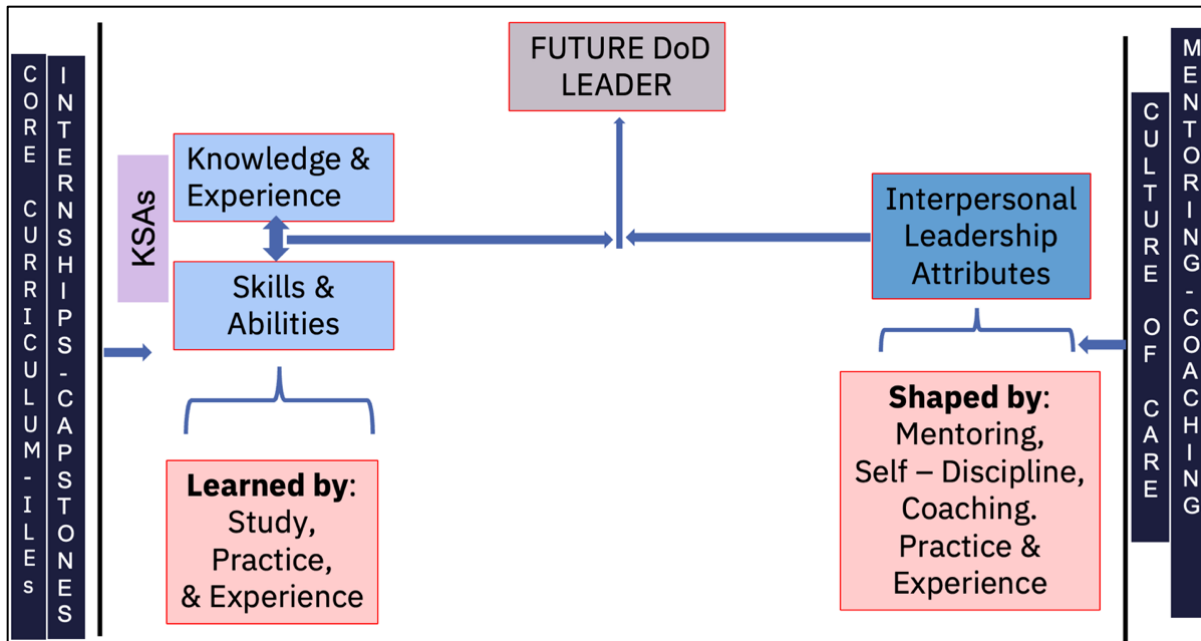 CORE CURRICULUM-ILEs
INTERNSHIPS-CAPSTONES
KSAs
Knowledge &
Experience
Skills &
Abilities
Learned by:
Study,
Practice,
& Experience
FUTURE DoD
LEADER
Interpersonal
Leadership
Attributes
Shaped by:
Mentoring,
Self – Discipline,
Coaching.
Practice &
Experience
CULTURE OF CARE
MENTORING-COACHING